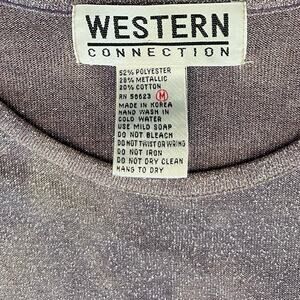 WESTERN
CONNECTION
52% POLYESTER
28% METALLIC
20% COTTON
RN 56623 M
MADE IN KOREA
HAND WASH IN
COLD WATER
USE MILD SOAP
DO NOT BLEACH
DO NOT TWIST OR WRING
DO NOT IRON
DO NOT DRY CLEAN
HANG TO DRY